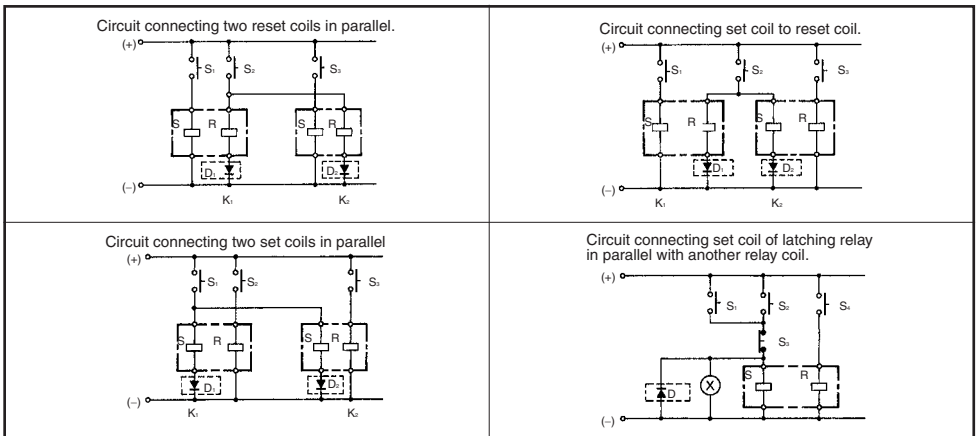 Circuit connecting two reset coils in parallel.
(+)
S₁ S₂ S₃
S R S R
D₁ D₂
(−)
K₁ K₂
Circuit connecting set coil to reset coil.
(+)
S₁ S₂ S₃
S R S R
D₁ D₂
(−)
K₁ K₂
Circuit connecting two set coils in parallel
(+)
S₁ S₂ S₃
S R S R
D₁ D₂
(−)
K₁ K₂
Circuit connecting set coil of latching relay
in parallel with another relay coil.
(+)
S₁ S₂ S₄
S₃
S R
D X
(−)